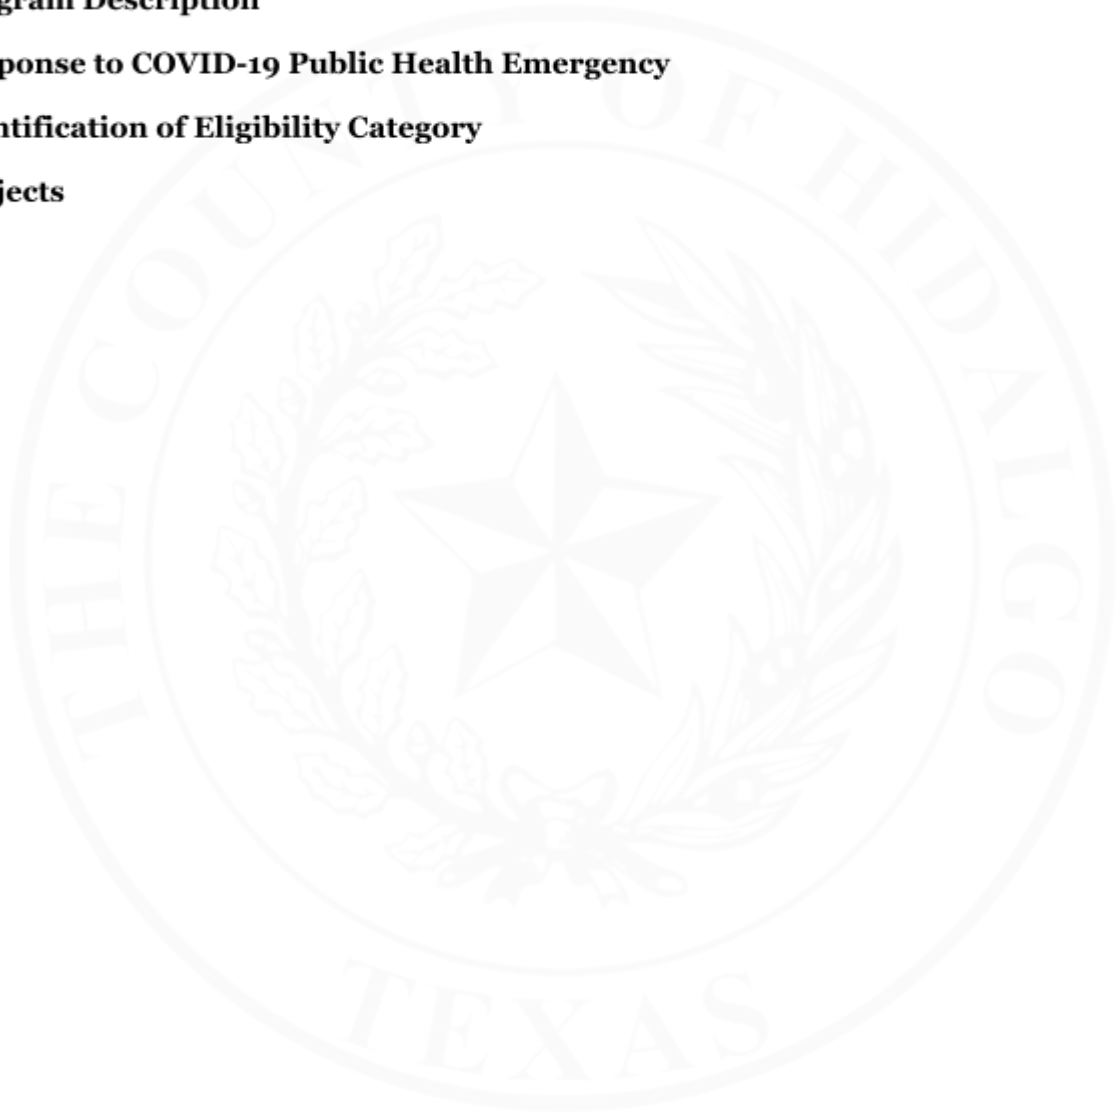 gram Description
ponse to COVID-19 Public Health Emergency
ntification of Eligibility Category
jects
THE COUNTY OF HIDALGO
TEXAS